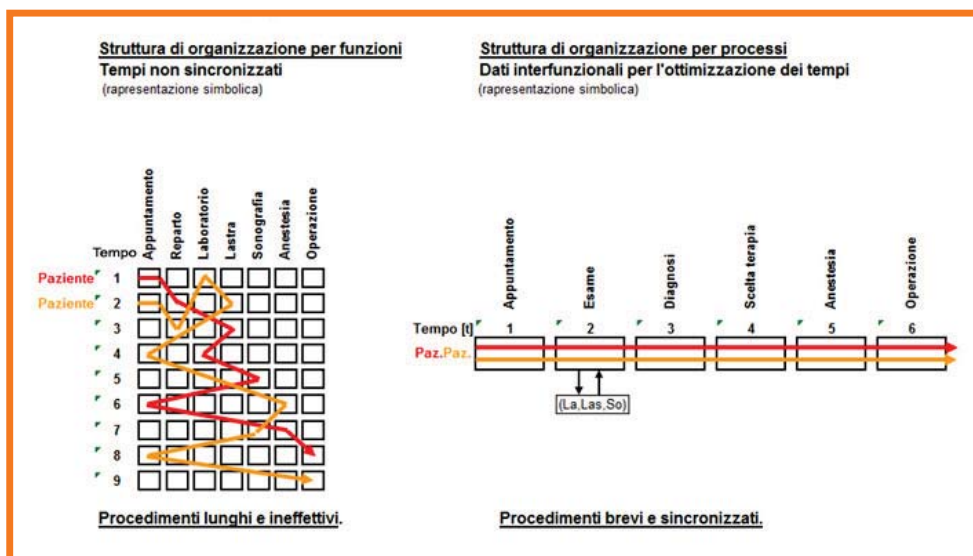 Struttura di organizzazione per funzioni
Tempi non sincronizzati
(rapresentazione simbolica)
Appuntamento
Reparto
Laboratorio
Lastra
Sonografia
Anestesia
Operazione
Tempo
Paziente 1
Paziente 2
3
4
5
6
7
8
9
Procedimenti lunghi e ineffettivi.
Struttura di organizzazione per processi
Dati interfunzionali per l'ottimizzazione dei tempi
(rapresentazione simbolica)
Appuntamento
Esame
Diagnosi
Scelta terapia
Anestesia
Operazione
Tempo [t] 1 2 3 4 5 6
Paz.Paz.
(La,Las,So)
Procedimenti brevi e sincronizzati.